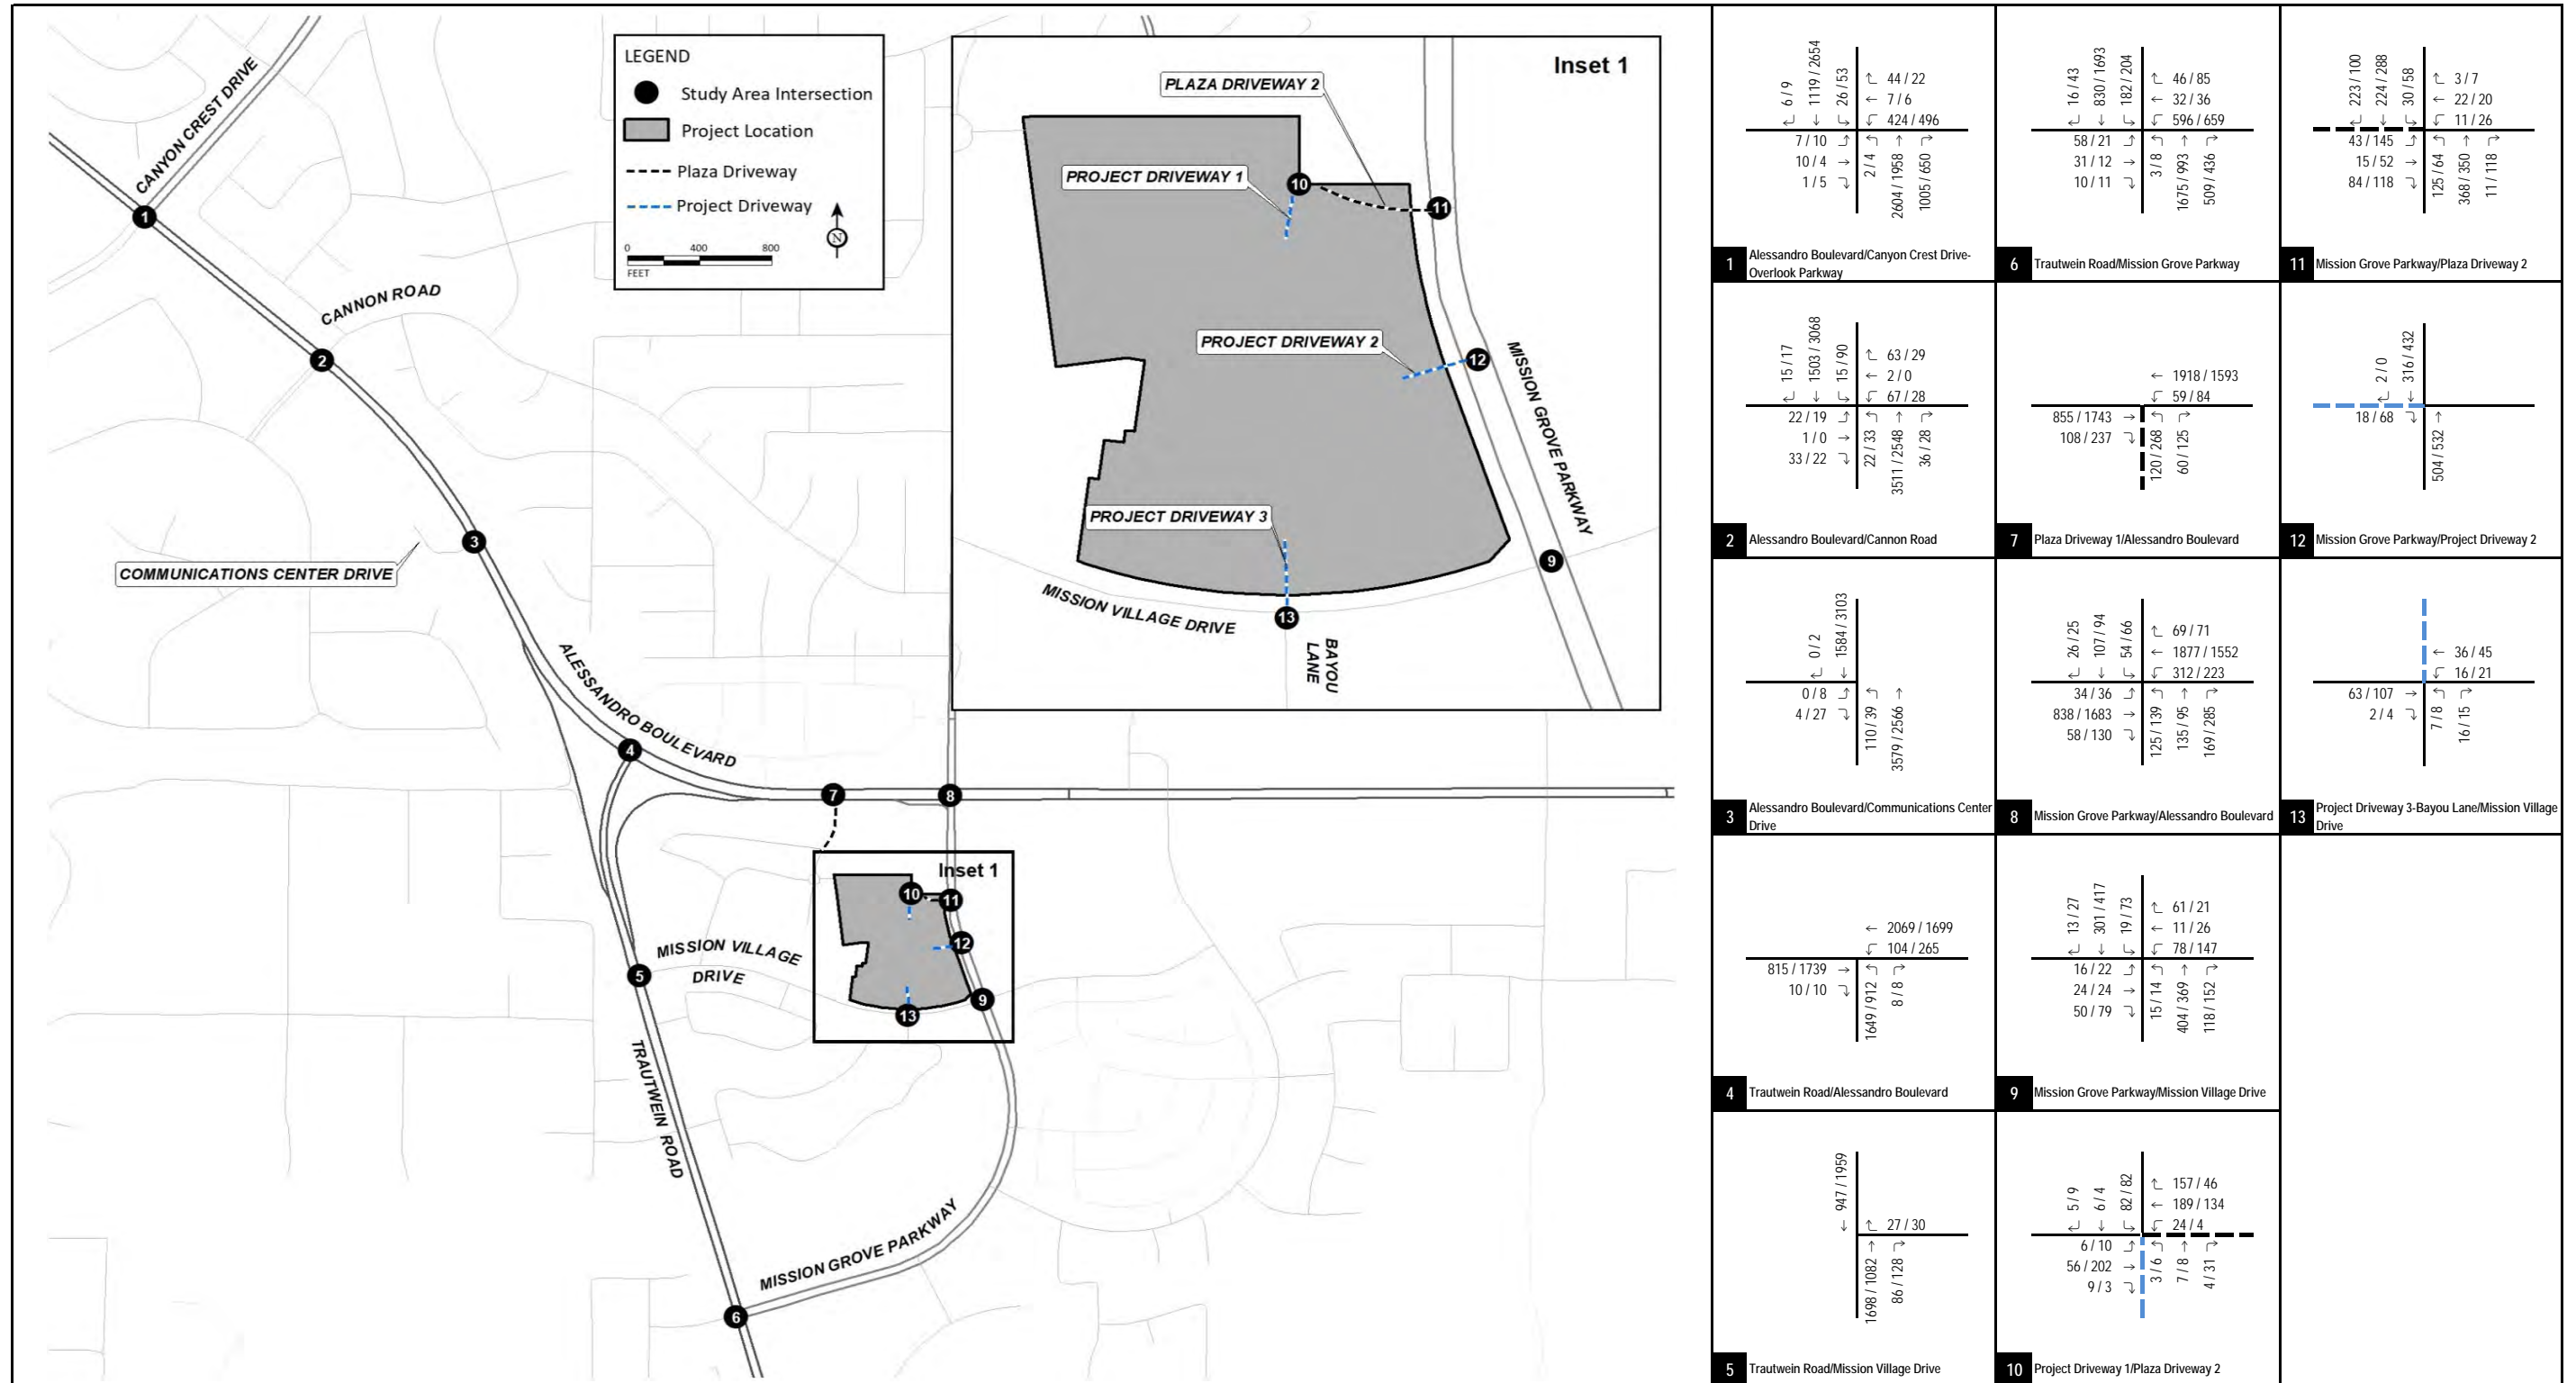 LEGEND
Study Area Intersection
Project Location
Plaza Driveway
Project Driveway
0 400 800
FEET
N
CANYON CREST DRIVE
1
CANNON ROAD
2
3
COMMUNICATIONS CENTER DRIVE
ALESSANDRO BOULEVARD
4
7
8
Inset 1
10
11
12
MISSION VILLAGE
DRIVE
5
9
13
TRAUTWEIN ROAD
MISSION GROVE PARKWAY
6
Inset 1
PLAZA DRIVEWAY 2
PROJECT DRIVEWAY 1
10
11
PROJECT DRIVEWAY 2
12
MISSION GROVE PARKWAY
PROJECT DRIVEWAY 3
9
MISSION VILLAGE DRIVE
13
BAYOU
LANE
6 / 9
1119 / 2654
26 / 53
44 / 22
7 / 6
424 / 496
7 / 10
10 / 4
1 / 5
2 / 4
2604 / 1958
1005 / 650
1 Alessandro Boulevard/Canyon Crest Drive-
Overlook Parkway
16 / 43
830 / 1693
182 / 204
46 / 85
32 / 36
596 / 659
58 / 21
31 / 12
10 / 11
3 / 8
1675 / 993
509 / 436
6 Trautwein Road/Mission Grove Parkway
223 / 100
224 / 288
30 / 58
3 / 7
22 / 20
11 / 26
43 / 145
15 / 52
84 / 118
125 / 64
368 / 350
11 / 118
11 Mission Grove Parkway/Plaza Driveway 2
15 / 17
1503 / 3068
15 / 90
63 / 29
2 / 0
67 / 28
22 / 19
1 / 0
33 / 22
22 / 33
3511 / 2548
36 / 28
2 Alessandro Boulevard/Cannon Road
1918 / 1593
59 / 84
855 / 1743
108 / 237
120 / 268
60 / 125
7 Plaza Driveway 1/Alessandro Boulevard
2 / 0
316 / 432
18 / 68
504 / 532
12 Mission Grove Parkway/Project Driveway 2
0 / 2
1584 / 3103
0 / 8
4 / 27
110 / 39
3579 / 2566
3 Alessandro Boulevard/Communications Center
Drive
26 / 25
107 / 94
54 / 66
69 / 71
1877 / 1552
312 / 223
34 / 36
838 / 1683
58 / 130
125 / 139
135 / 95
169 / 285
8 Mission Grove Parkway/Alessandro Boulevard
36 / 45
16 / 21
63 / 107
2 / 4
7 / 8
16 / 15
13 Project Driveway 3-Bayou Lane/Mission Village
Drive
2069 / 1699
104 / 265
815 / 1739
10 / 10
1649 / 912
8 / 8
4 Trautwein Road/Alessandro Boulevard
13 / 27
301 / 417
19 / 73
61 / 21
11 / 26
78 / 147
16 / 22
24 / 24
50 / 79
15 / 14
404 / 369
118 / 152
9 Mission Grove Parkway/Mission Village Drive
947 / 1959
27 / 30
1698 / 1082
86 / 128
5 Trautwein Road/Mission Village Drive
5 / 9
6 / 4
82 / 82
157 / 46
189 / 134
24 / 4
6 / 10
56 / 202
9 / 3
3 / 6
7 / 8
4 / 31
10 Project Driveway 1/Plaza Driveway 2